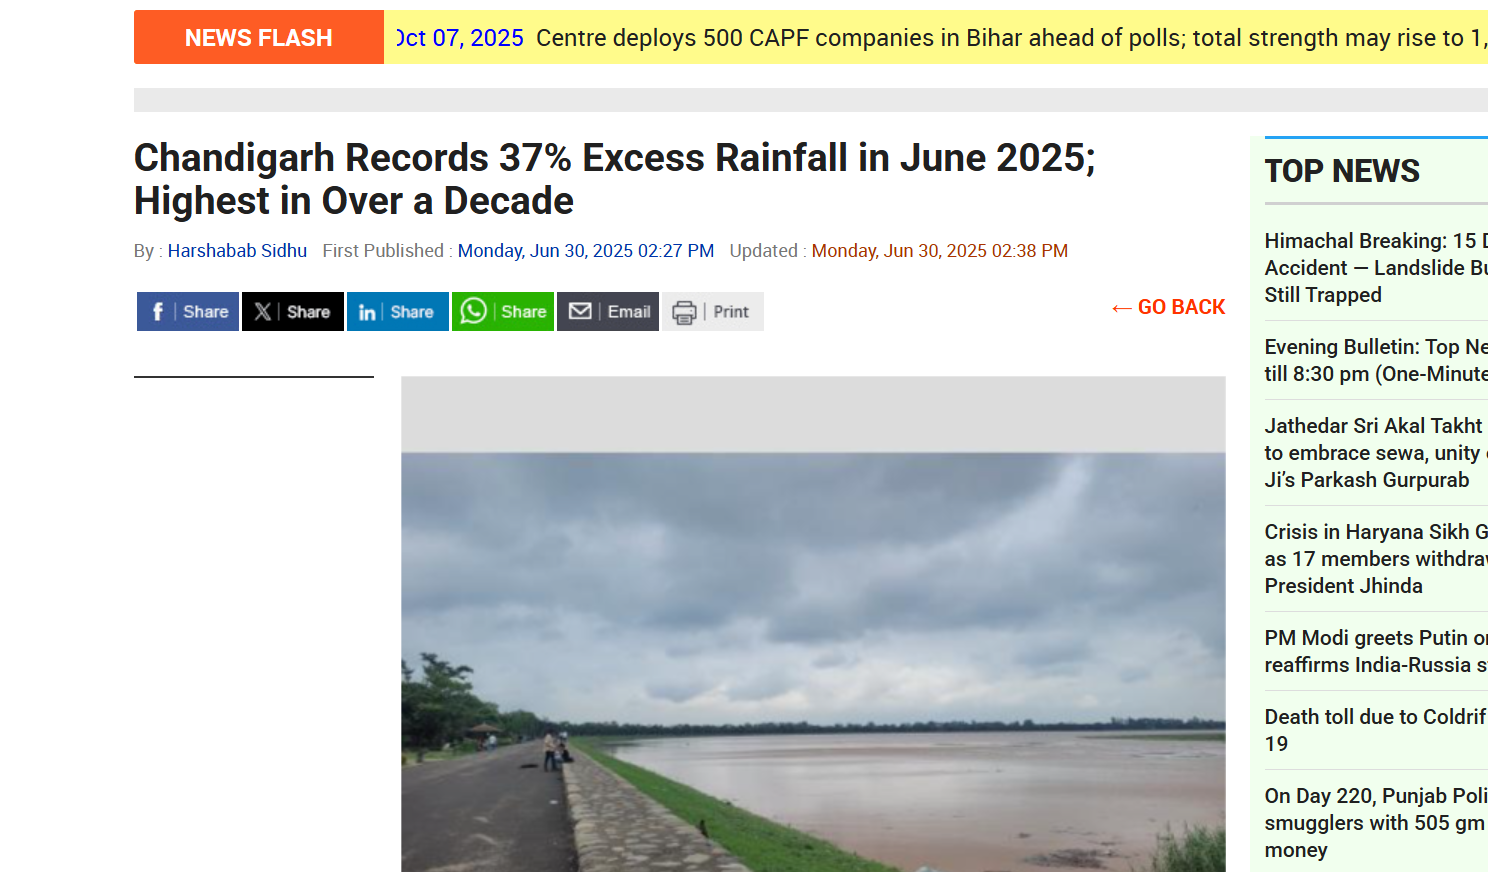 NEWS FLASH
Oct 07, 2025 Centre deploys 500 CAPF companies in Bihar ahead of polls; total strength may rise to 1,
Chandigarh Records 37% Excess Rainfall in June 2025;
Highest in Over a Decade
By : Harshabab Sidhu First Published : Monday, Jun 30, 2025 02:27 PM Updated : Monday, Jun 30, 2025 02:38 PM
Share
Share
Share
Share
Email
Print
← GO BACK
TOP NEWS
Himachal Breaking: 15
Accident — Landslide
Still Trapped
Evening Bulletin: Top
till 8:30 pm (One-Minute
Jathedar Sri Akal Takht
to embrace sewa, unity
Ji’s Parkash Gurpurab
Crisis in Haryana Sikh
as 17 members
President Jhinda
PM Modi greets Putin
reaffirms India-Russia
Death toll due to Coldrif
19
On Day 220, Punjab
smugglers with 505 gm
money